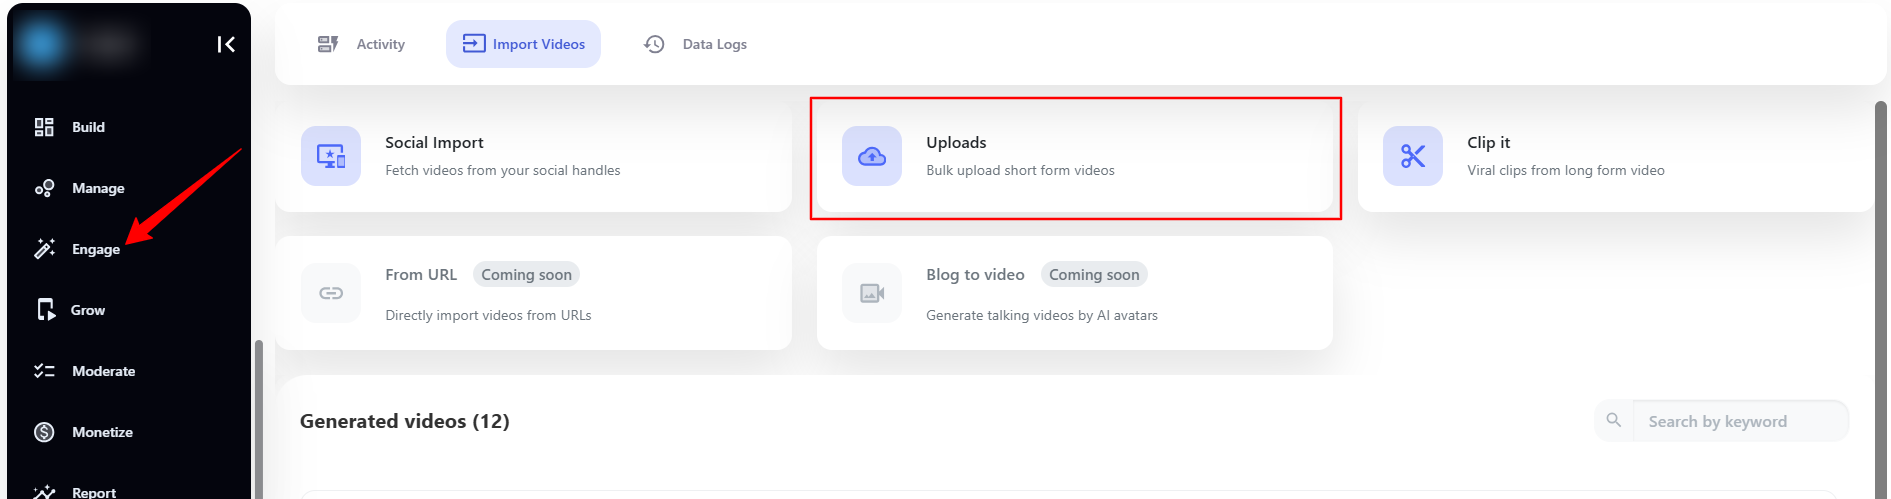 Activity
Import Videos
Data Logs
Build
Manage
Engage
Grow
Moderate
Monetize
Report
Social Import
Fetch videos from your social handles
Uploads
Bulk upload short form videos
Clip it
Viral clips from long form video
From URL Coming soon
Directly import videos from URLs
Blog to video Coming soon
Generate talking videos by AI avatars
Generated videos (12)
Search by keyword